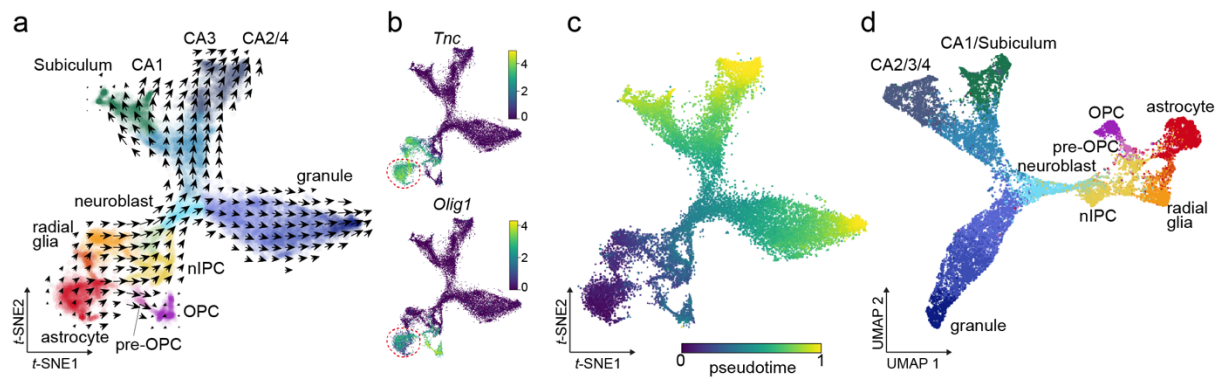 a
CA3
CA2/4
CA1
Subiculum
neuroblast
granule
radial
glia
nIPC
OPC
astrocyte
pre-OPC
t-SNE2
t-SNE1
b
Tnc
4
2
0
Olig1
4
2
0
c
t-SNE2
t-SNE1
0
1
pseudotime
d
CA1/Subiculum
CA2/3/4
OPC
astrocyte
pre-OPC
neuroblast
nIPC
radial
glia
granule
UMAP 2
UMAP 1